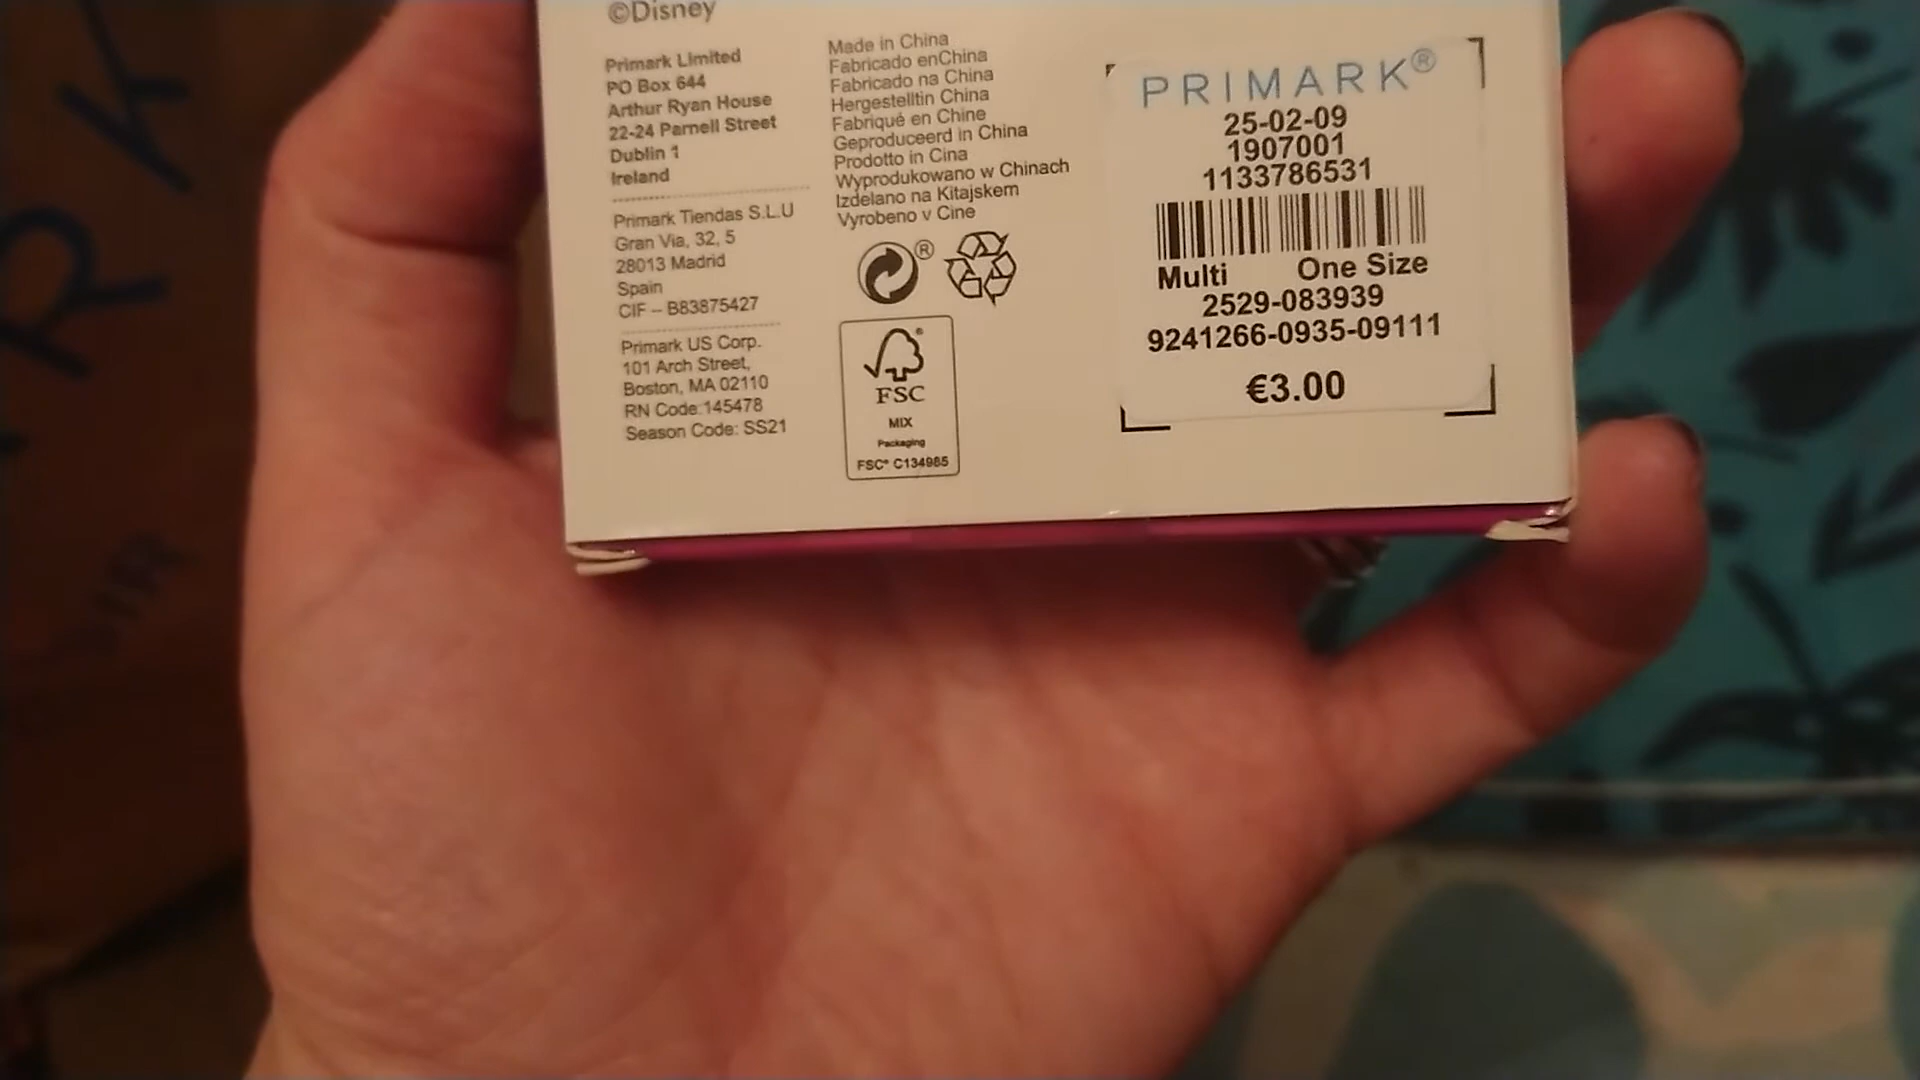 ©Disney
Primark Limited
PO Box 644
Arthur Ryan House
22-24 Parnell Street
Dublin 1
Ireland
Primark Tiendas S.L.U
Gran Via, 32, 5
28013 Madrid
Spain
CIF – B83875427
Primark US Corp.
101 Arch Street,
Boston, MA 02110
RN Code:145478
Season Code: SS21
Made in China
Fabricado enChina
Fabricado na China
Hergestelltin China
Fabriqué en Chine
Geproduceerd in China
Prodotto in Cina
Wyprodukowano w Chinach
Izdelano na Kitajskem
Vyrobeno v Cine
®
FSC®
MIX
Packaging
FSC® C134985
PRIMARK®
25-02-09
1907001
1133786531
Multi One Size
2529-083939
9241266-0935-09111
€3.00